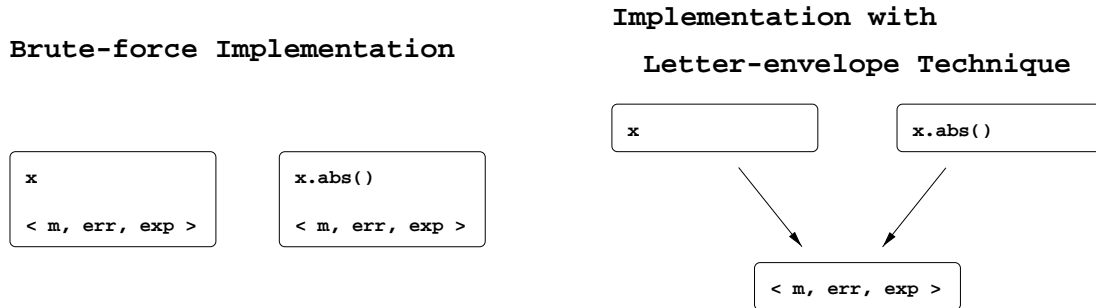 Brute-force Implementation
x
< m, err, exp >
x.abs()
< m, err, exp >
Implementation with
Letter-envelope Technique
x
x.abs()
< m, err, exp >